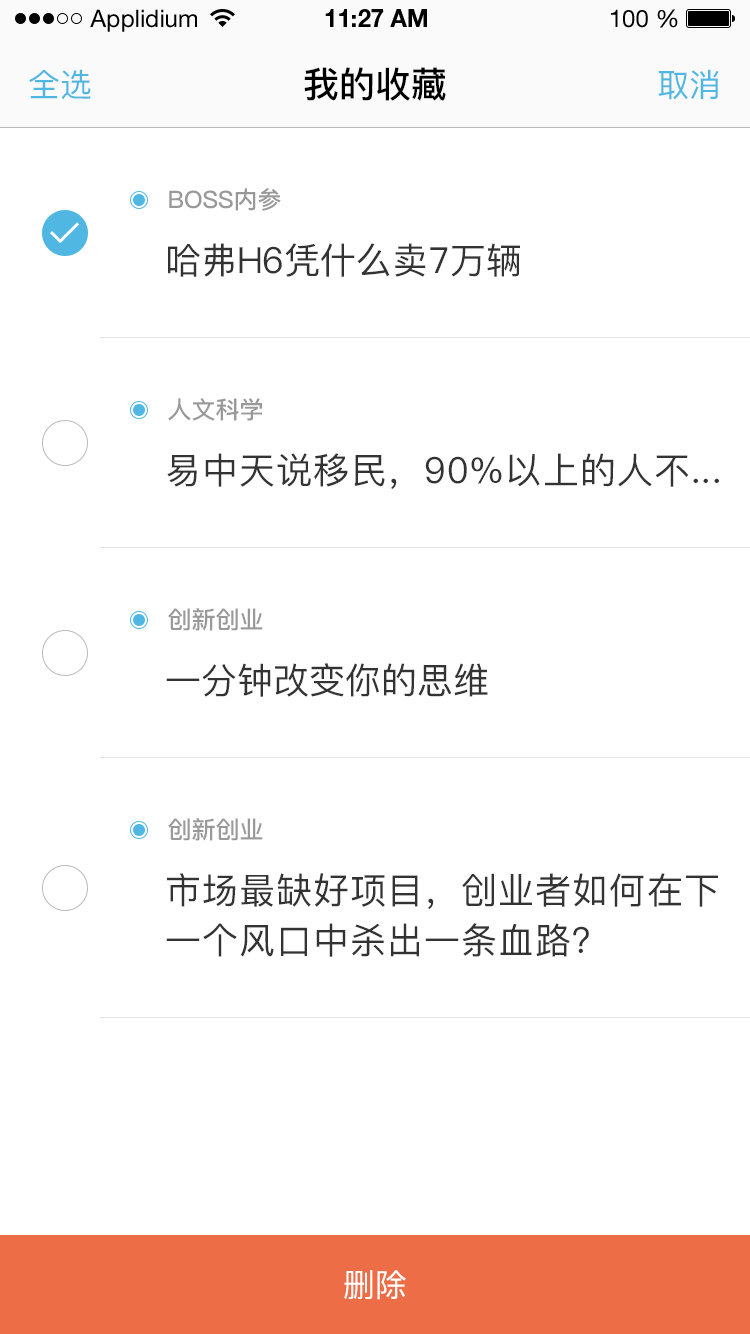 Applidium 11:27 AM 100 %
全选 我的收藏 取消
BOSS内参
哈弗H6凭什么卖7万辆
人文科学
易中天说移民，90%以上的人不...
创新创业
一分钟改变你的思维
创新创业
市场最缺好项目，创业者如何在下
一个风口中杀出一条血路？
删除